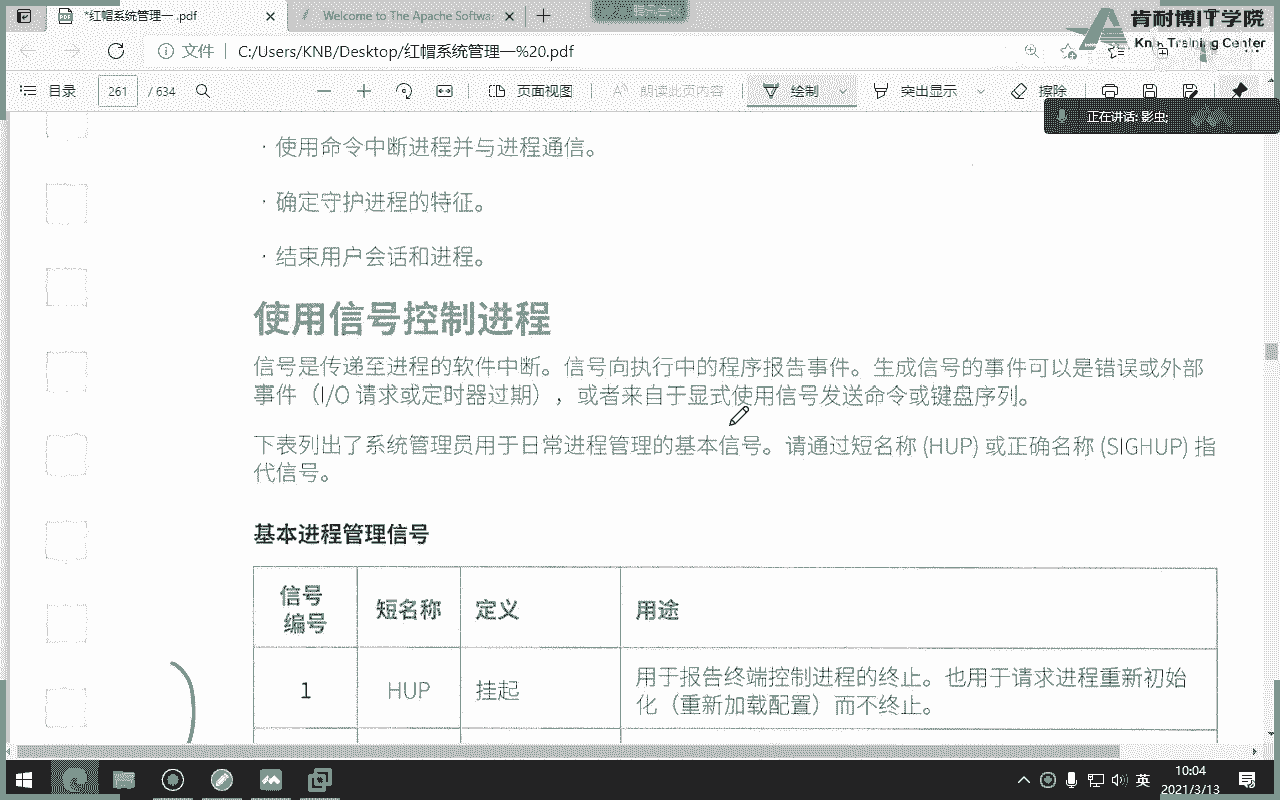 *红帽系统管理一 .pdf
Welcome to The Apache Softwa
肯耐博IT学院
KnB Training Center
文件 C:/Users/KNB/Desktop/红帽系统管理一%20.pdf
目录 261 / 634 页面视图 朗读此页内容 绘制 突出显示 擦除
正在讲话: 影虫;
· 使用命令中断进程并与进程通信。
· 确定守护进程的特征。
· 结束用户会话和进程。
使用信号控制进程
信号是传递至进程的软件中断。信号向执行中的程序报告事件。生成信号的事件可以是错误或外部
事件（I/O 请求或定时器过期），或者来自于显式使用信号发送命令或键盘序列。
下表列出了系统管理员用于日常进程管理的基本信号。请通过短名称 (HUP) 或正确名称 (SIGHUP) 指
代信号。
基本进程管理信号
信号
编号
短名称 定义 用途
1 HUP 挂起
用于报告终端控制进程的终止。也用于请求进程重新初始
化（重新加载配置）而不终止。
英
10:04
2021/3/13